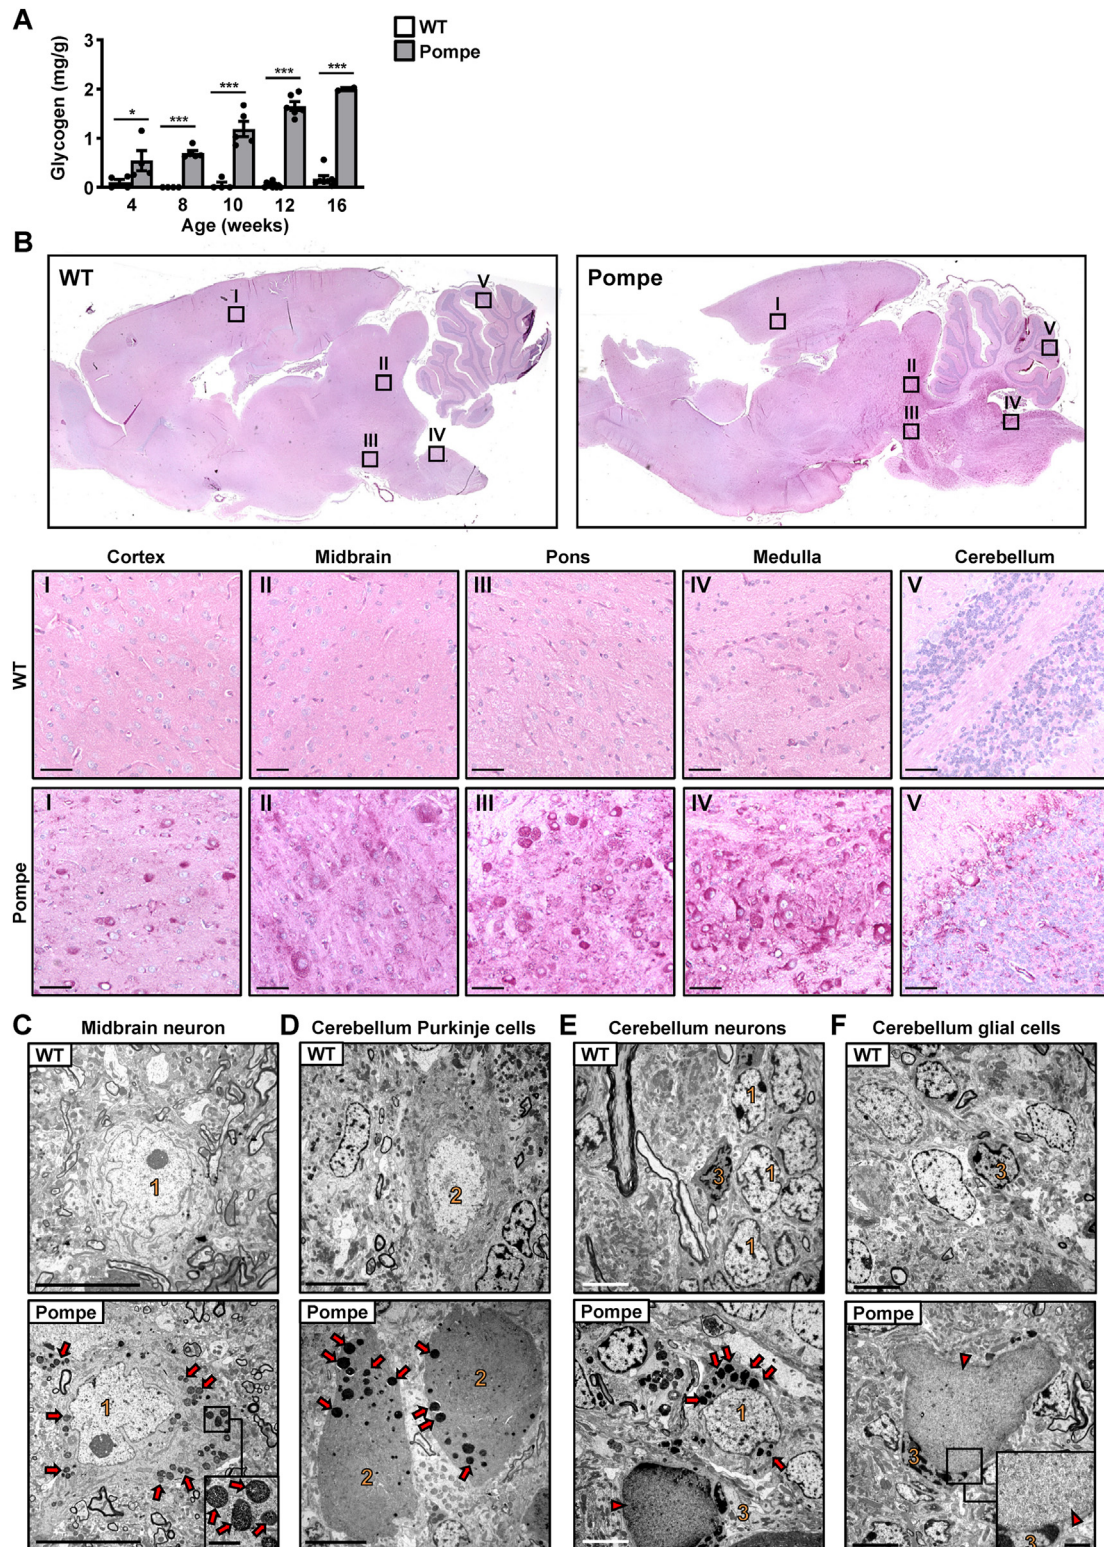 A
WT
Pompe
Glycogen (mg/g)
3
2
1
0
* *** *** *** ***
4 8 10 12 16
Age (weeks)
B
WT
I
II
III
IV
V
Pompe
I
II
III
IV
V
Cortex Midbrain Pons Medulla Cerebellum
WT
I II III IV V
Pompe
I II III IV V
C Midbrain neuron
D Cerebellum Purkinje cells
E Cerebellum neurons
F Cerebellum glial cells
WT
1
WT
2
WT
1
3
1
1
WT
3
Pompe
1
Pompe
2
2
Pompe
1
3
Pompe
3
3